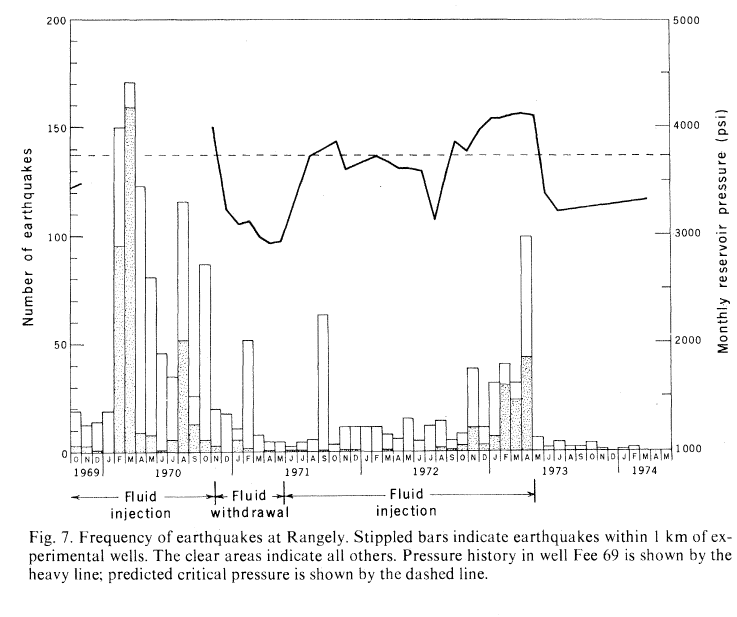 200
150
100
50
0
Number of earthquakes
5000
4000
3000
2000
1000
Monthly reservoir pressure (psi)
O N D J F M A M J J A S O N D J F M A M J J A S O N D J F M A M J J A S O N D J F M A M J J A S O N D J F M A M
1969 1970 1971 1972 1973 1974
Fluid Fluid Fluid
injection withdrawal injection
Fig. 7. Frequency of earthquakes at Rangely. Stippled bars indicate earthquakes within 1 km of ex-
perimental wells. The clear areas indicate all others. Pressure history in well Fee 69 is shown by the
heavy line; predicted critical pressure is shown by the dashed line.